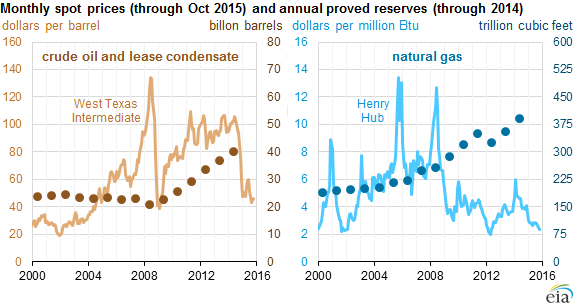 Monthly spot prices (through Oct 2015) and annual proved reserves (through 2014)
dollars per barrel billon barrels dollars per million Btu trillion cubic feet
160 80 16 600
140 70 14 525
120 60 12 450
100 50 10 375
80 40 8 300
60 30 6 225
40 20 4 150
20 10 2 75
0 0 0 0
crude oil and lease condensate
West Texas
Intermediate
natural gas
Henry
Hub
2000 2004 2008 2012 2016 2000 2004 2008 2012 2016
eia